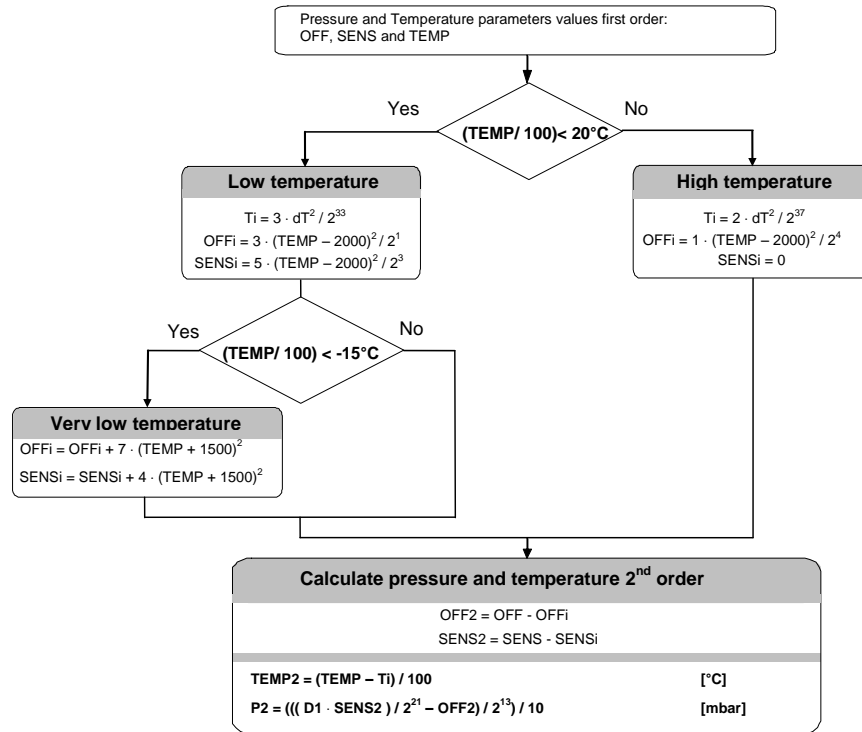 Pressure and Temperature parameters values first order:
OFF, SENS and TEMP
Yes
No
(TEMP/ 100)< 20°C
Low temperature
Ti = 3 · dT² / 2³³
OFFi = 3 · (TEMP – 2000)² / 2¹
SENSi = 5 · (TEMP – 2000)² / 2³
High temperature
Ti = 2 · dT² / 2³⁷
OFFi = 1 · (TEMP – 2000)² / 2⁴
SENSi = 0
Yes
No
(TEMP/ 100) < -15°C
Very low temperature
OFFi = OFFi + 7 · (TEMP + 1500)²
SENSi = SENSi + 4 · (TEMP + 1500)²
Calculate pressure and temperature 2ⁿᵈ order
OFF2 = OFF - OFFi
SENS2 = SENS - SENSi
TEMP2 = (TEMP – Ti) / 100 [°C]
P2 = ((( D1 · SENS2 ) / 2²¹ – OFF2) / 2¹³) / 10 [mbar]